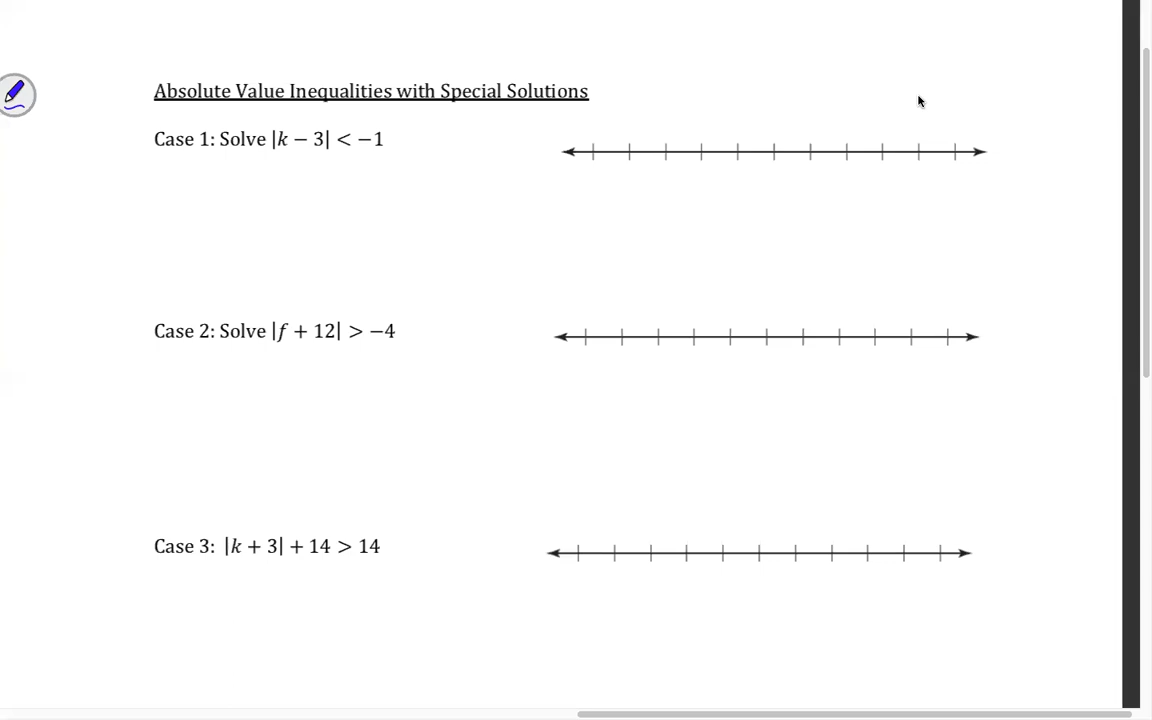 Absolute Value Inequalities with Special Solutions
Case 1: Solve |k − 3| < −1
Case 2: Solve |f + 12| > −4
Case 3: |k + 3| + 14 > 14